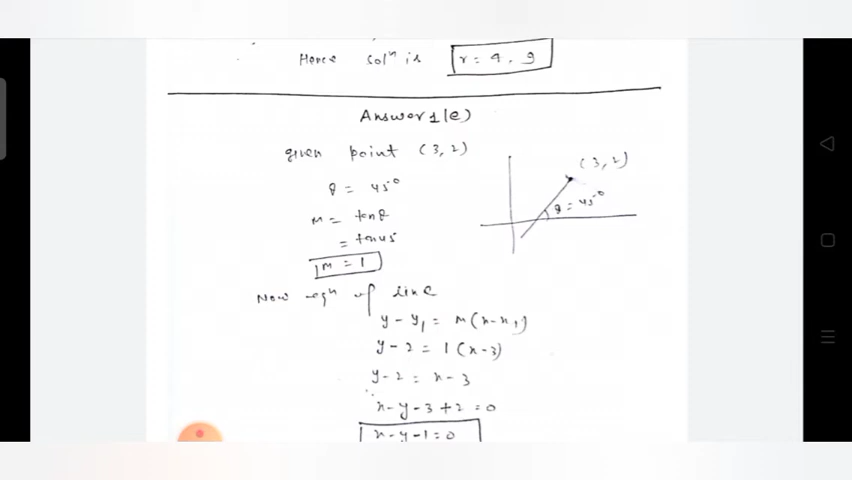 Hence solⁿ is r = 4, 9
Answer 1(e)
given point (3, 2)
(3, 2)
θ = 45°
θ = 45°
m = tanθ
= tan45
m = 1
Now eqⁿ of line
y - y₁ = m(x - x₁)
y - 2 = 1(x - 3)
y - 2 = x - 3
x - y - 3 + 2 = 0
x - y - 1 = 0